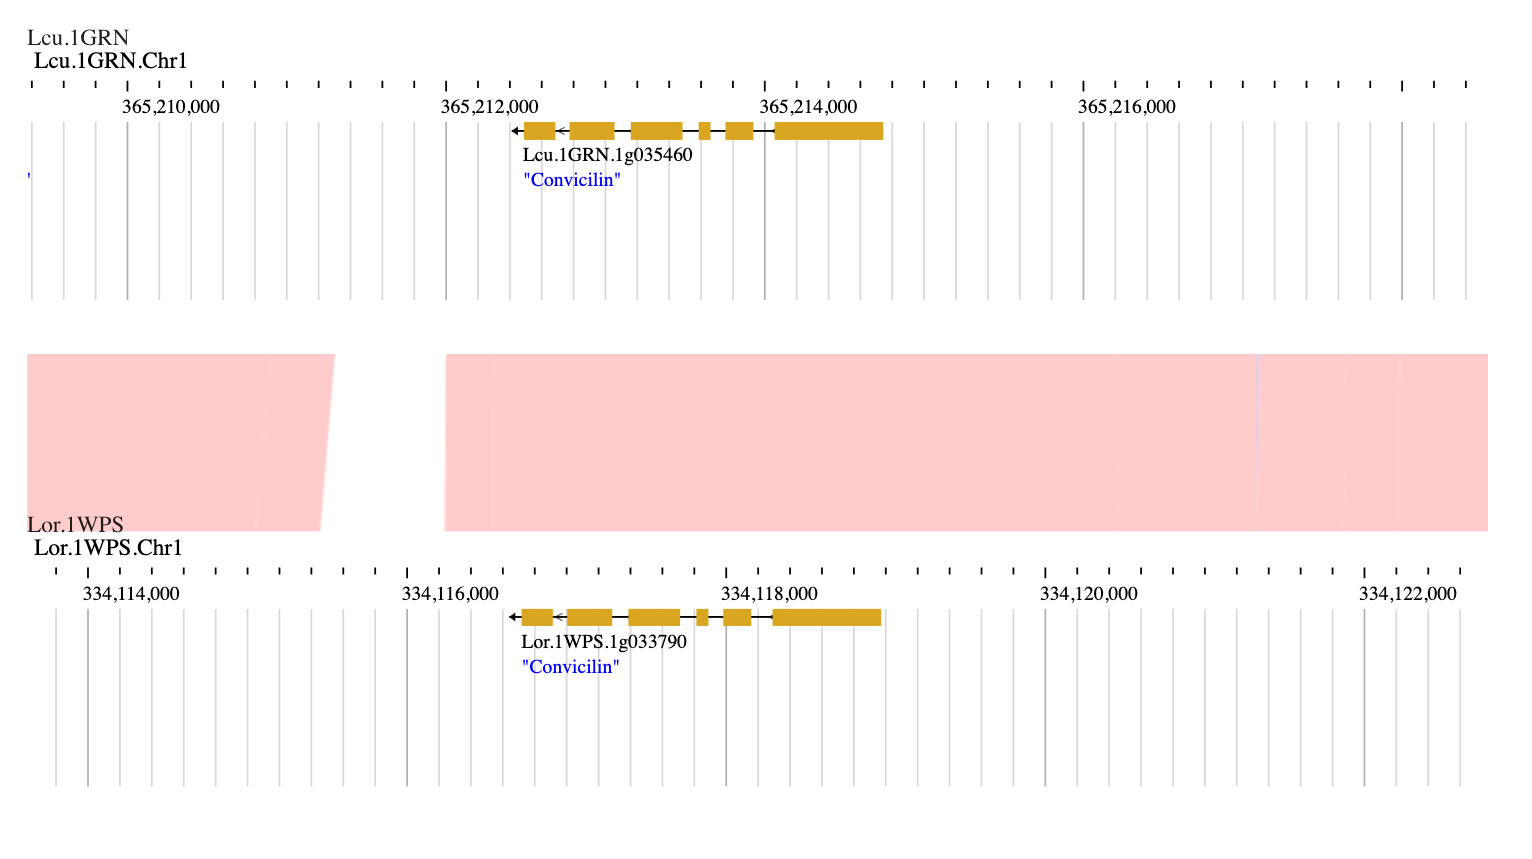 Lcu.1GRN
Lcu.1GRN.Chr1
365,210,000 365,212,000 365,214,000 365,216,000
Lcu.1GRN.1g035460
"
"Convicilin"
Lor.1WPS
Lor.1WPS.Chr1
334,114,000 334,116,000 334,118,000 334,120,000 334,122,000
Lor.1WPS.1g033790
"Convicilin"